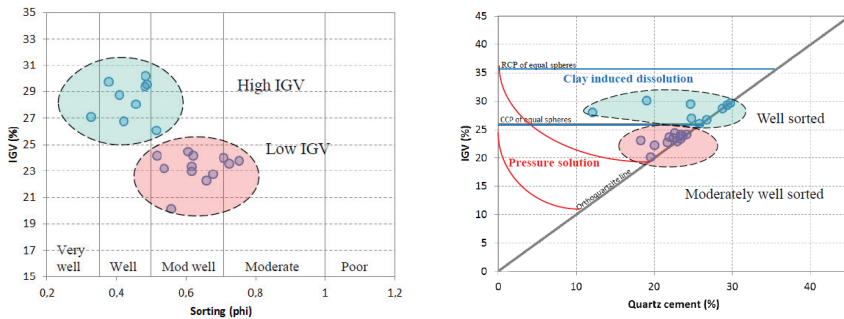 35
33
31
29
27
25
23
21
19
17
15
IGV (%)
High IGV
Low IGV
Very
well
Well
Mod well
Moderate
Poor
0,2
0,4
0,6
0,8
1
1,2
Sorting (phi)
45
40
35
30
25
20
15
10
5
0
IGV (%)
RCP of equal spheres
Clay induced dissolution
CCP of equal spheres
Well sorted
Pressure solution
Orthoquartzite line
Moderately well sorted
0
10
20
30
40
Quartz cement (%)